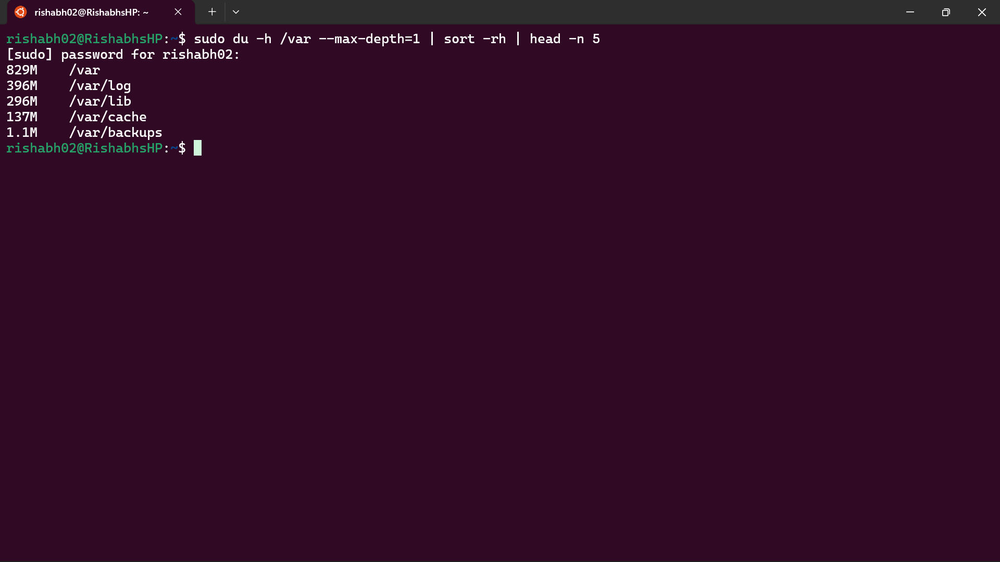 rishabh02@RishabhsHP: ~
rishabh02@RishabhsHP:~$ sudo du -h /var --max-depth=1 | sort -rh | head -n 5
[sudo] password for rishabh02:
829M    /var
396M    /var/log
296M    /var/lib
137M    /var/cache
1.1M    /var/backups
rishabh02@RishabhsHP:~$